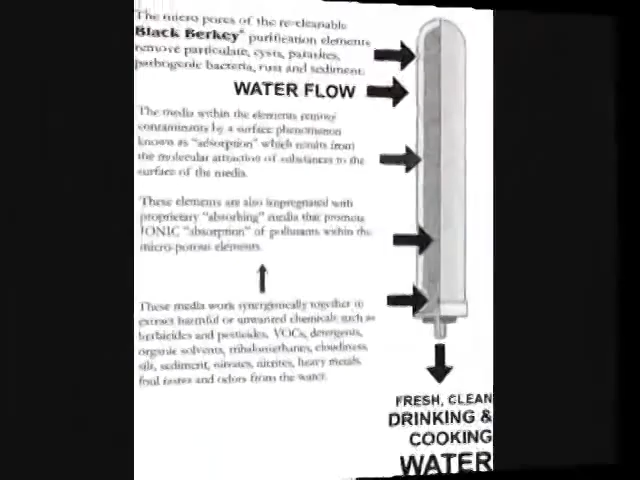 The micro pores of the re-cleanable
Black Berkey® purification elements
remove particulate, cysts, parasites,
pathogenic bacteria, rust and sediment.
WATER FLOW
The media within the elements remove
contaminants by a surface phenomenon
known as "adsorption" which results from
the molecular attraction of substances to the
surface of the media.
These elements are also impregnated with
proprietary "absorbing" media that promote
IONIC "absorption" of pollutants within the
micro-porous elements.
These media work synergistically together to
extract harmful or unwanted chemicals such as
herbicides and pesticides, VOCs, detergents,
organic solvents, trihalomethanes, cloudiness,
silt, sediment, nitrates, nitrites, heavy metals,
foul tastes and odors from the water.
FRESH, CLEAN
DRINKING &
COOKING
WATER